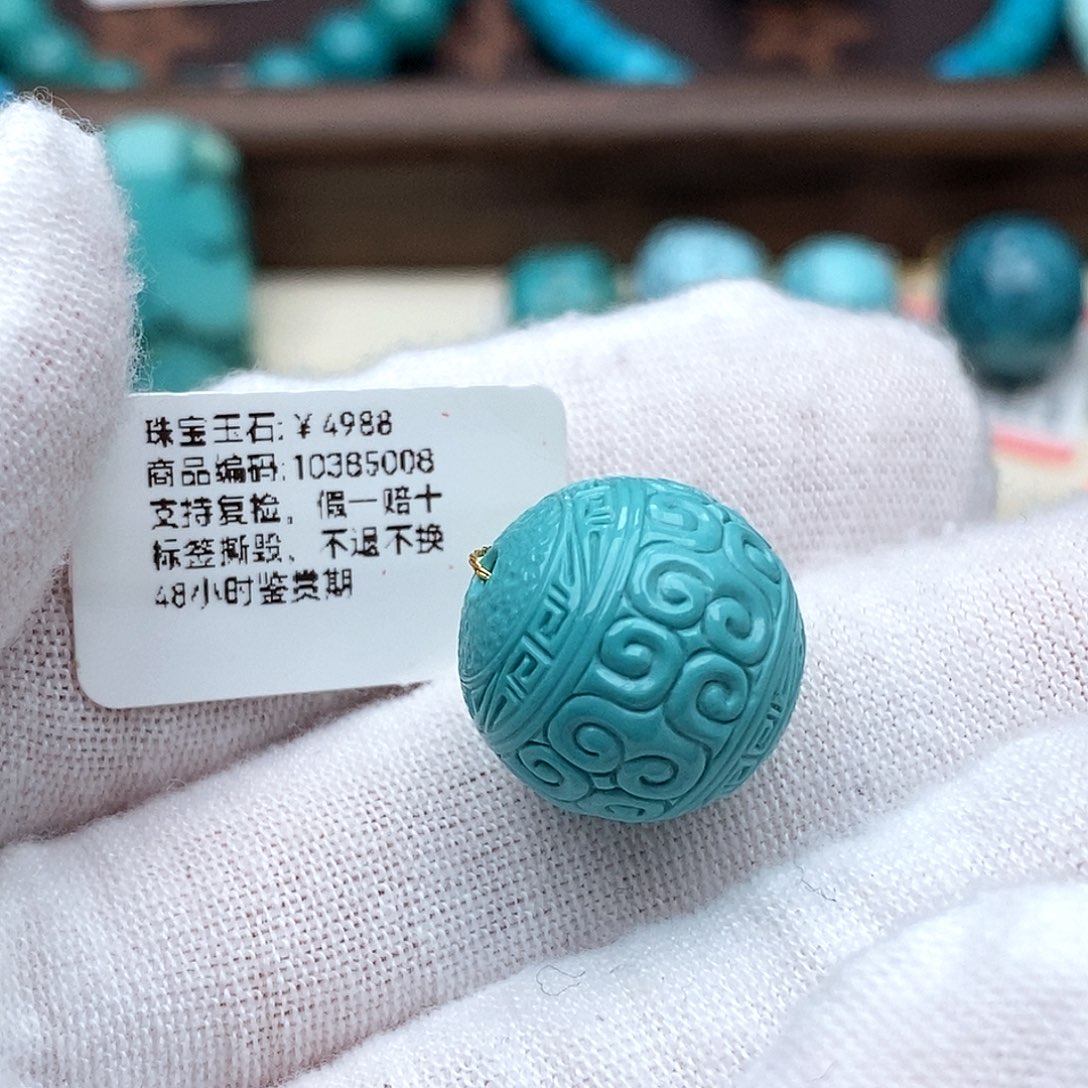 珠宝玉石:￥4988
商品编码:10385008
支持复检、假一赔十
标签撕毁、不退不换
48小时鉴赏期